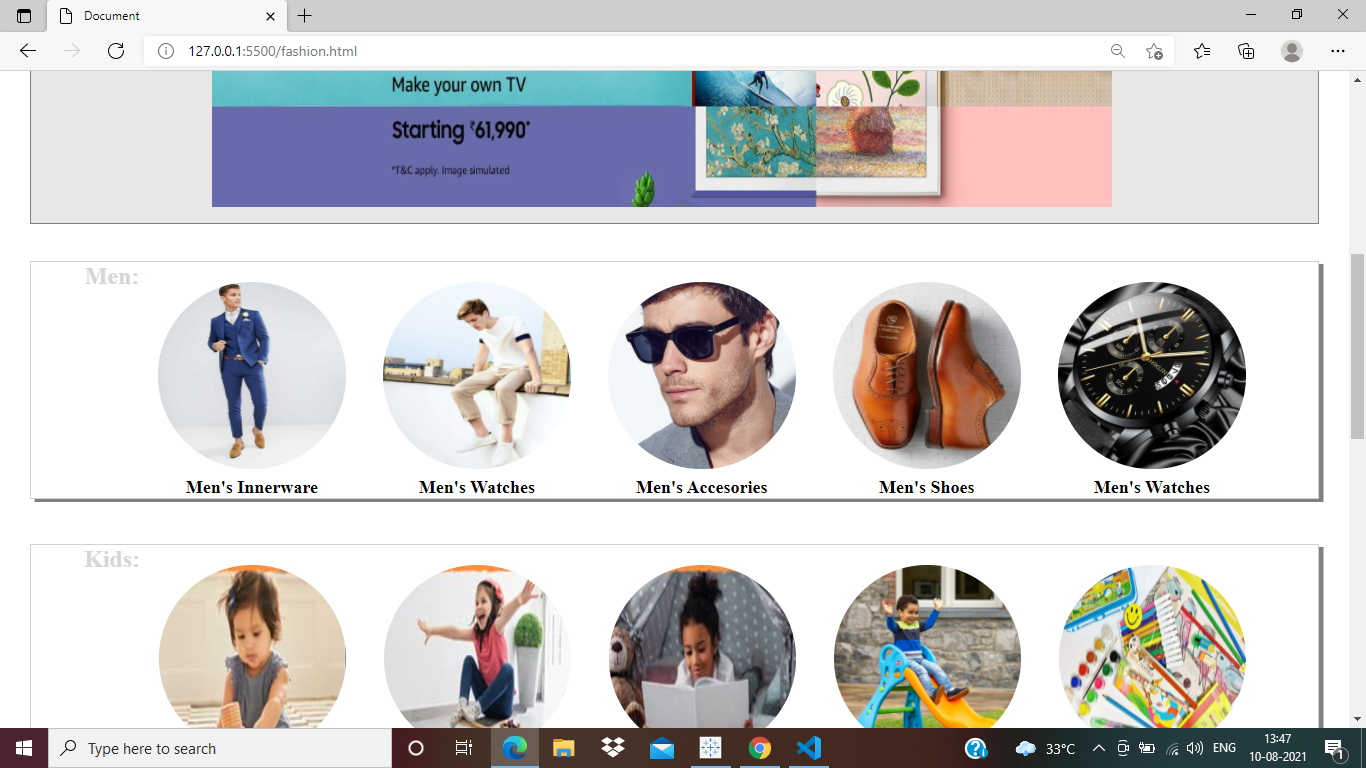 Document
127.0.0.1:5500/fashion.html
Make your own TV
Starting ₹61,990*
*T&C apply. Image simulated
Men:
Men's Innerware
Men's Watches
Men's Accesories
Men's Shoes
Men's Watches
Kids:
Type here to search
33°C
ENG
13:47
10-08-2021
1